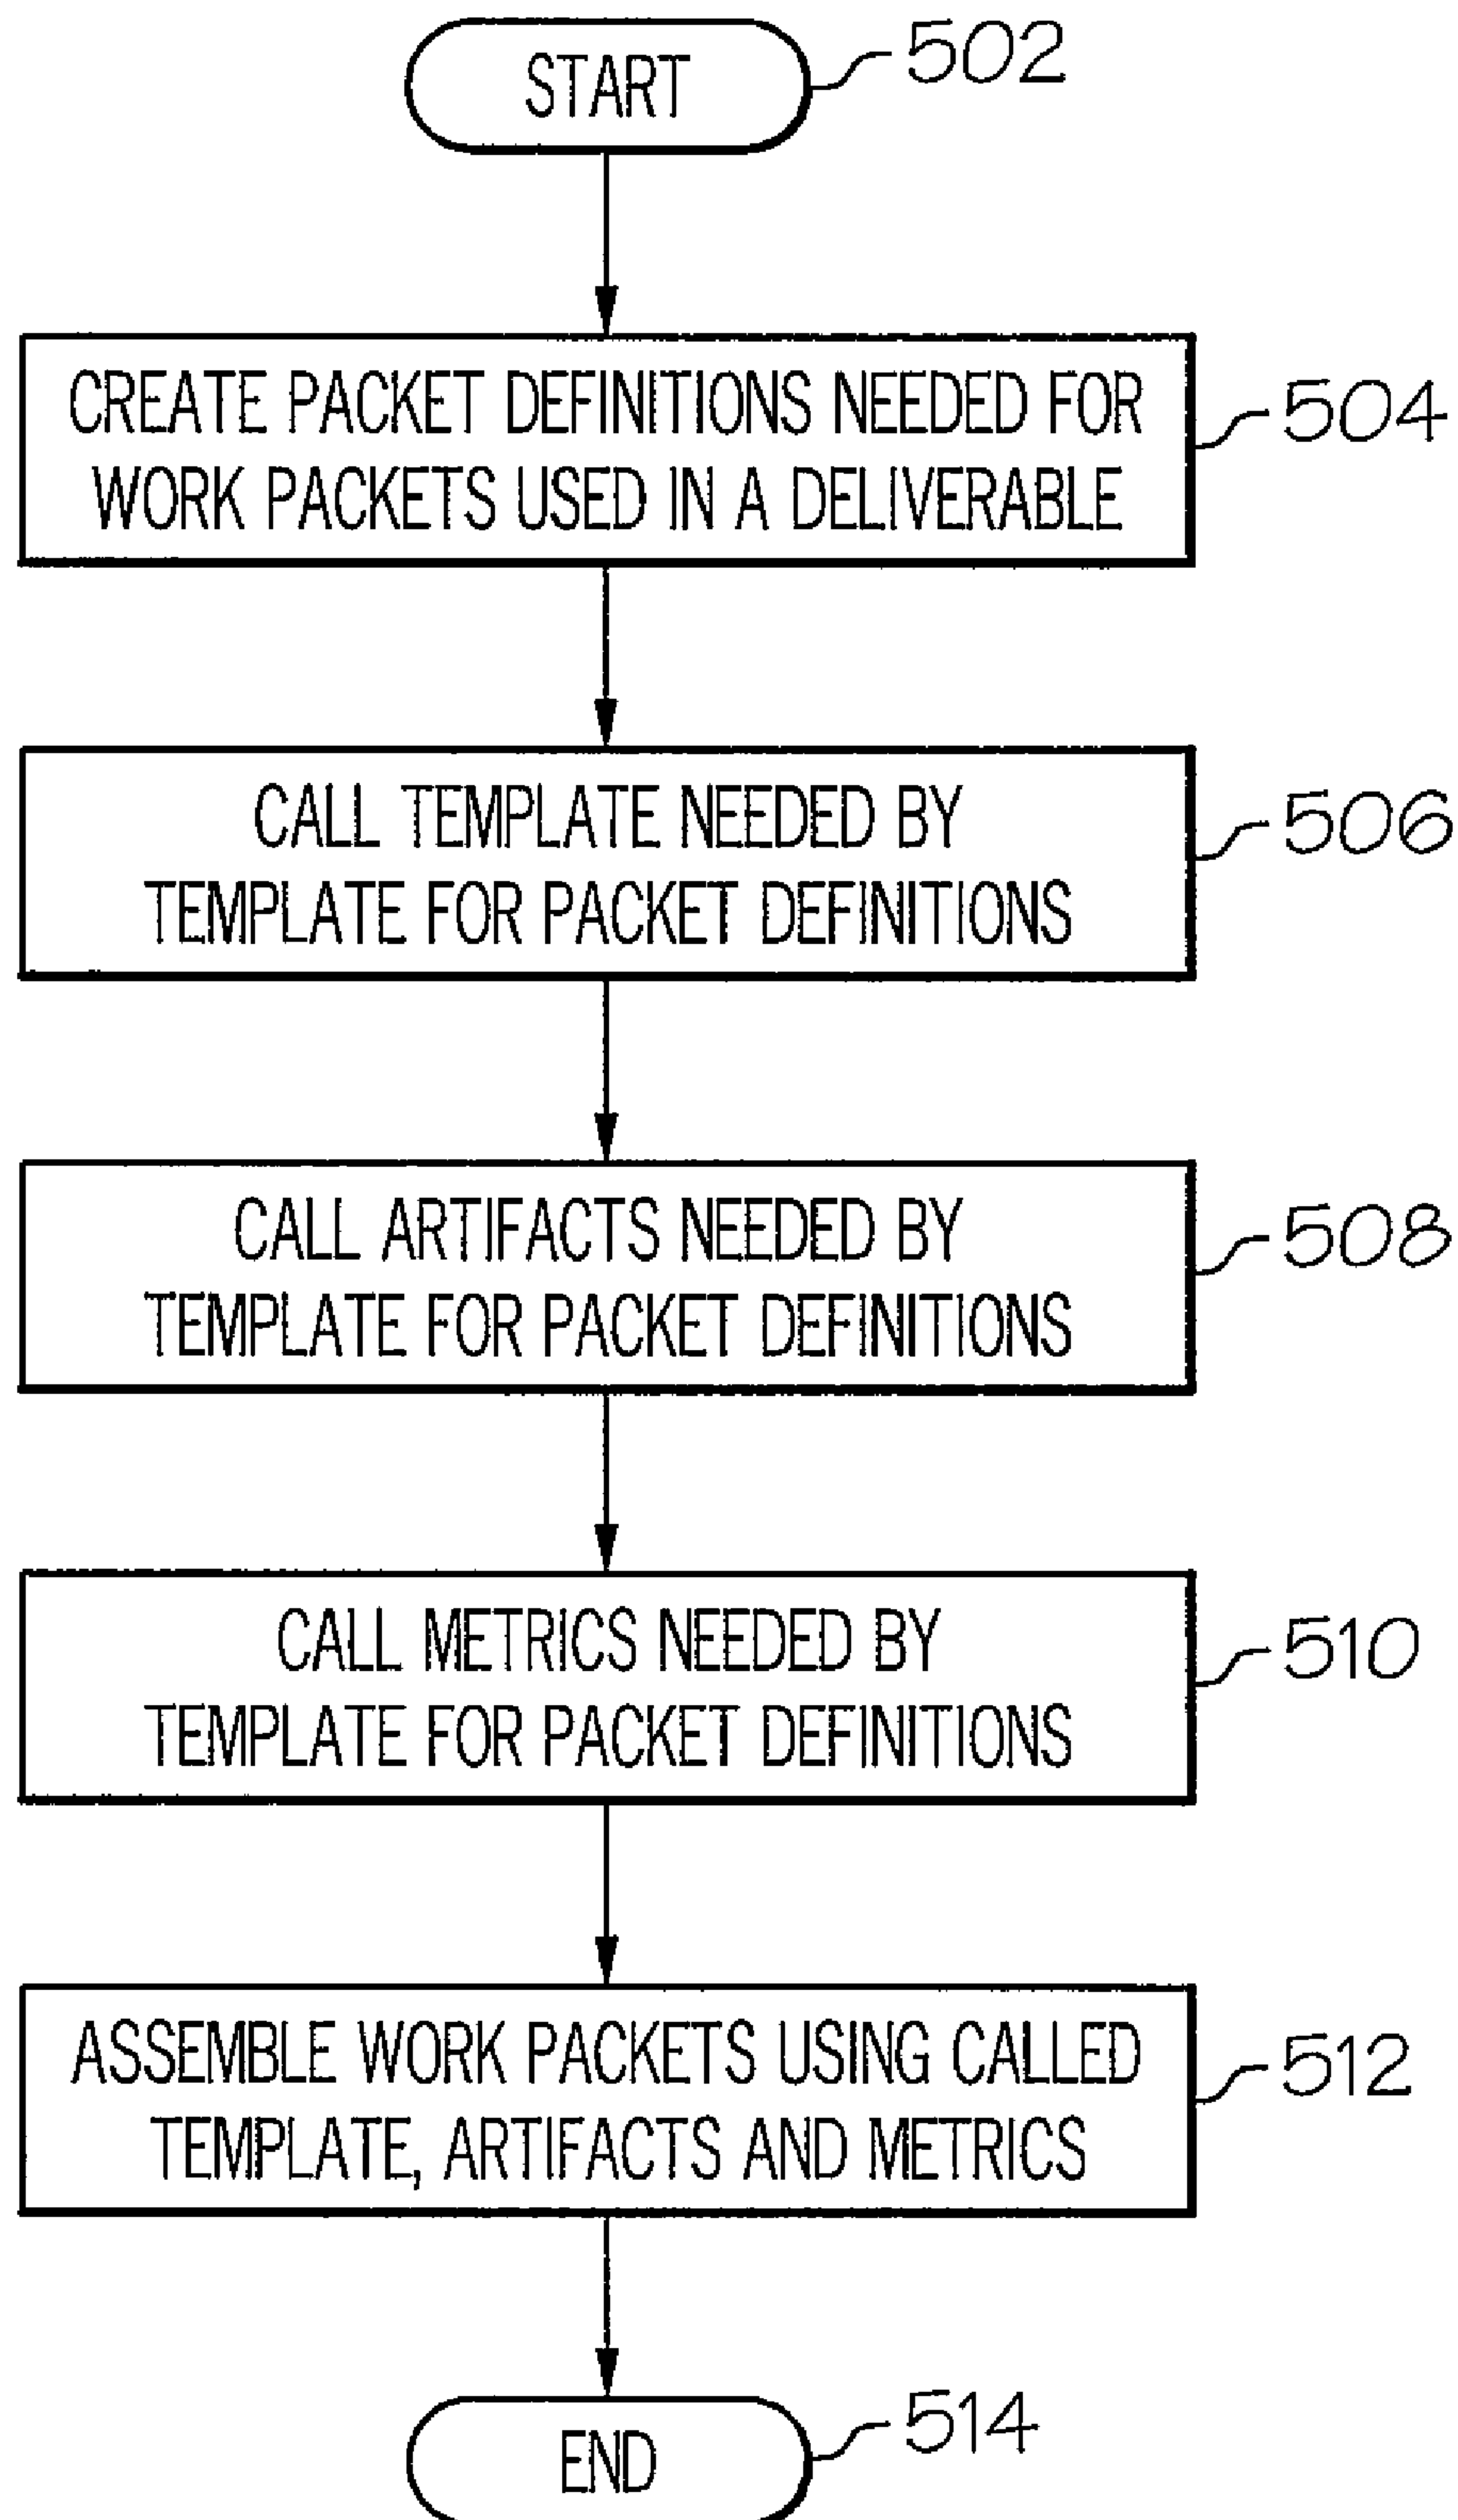 START
502
CREATE PACKET DEFINITIONS NEEDED FOR
WORK PACKETS USED IN A DELIVERABLE
504
CALL TEMPLATE NEEDED BY
TEMPLATE FOR PACKET DEFINITIONS
506
CALL ARTIFACTS NEEDED BY
TEMPLATE FOR PACKET DEFINITIONS
508
CALL METRICS NEEDED BY
TEMPLATE FOR PACKET DEFINITIONS
510
ASSEMBLE WORK PACKETS USING CALLED
TEMPLATE, ARTIFACTS AND METRICS
512
END
514